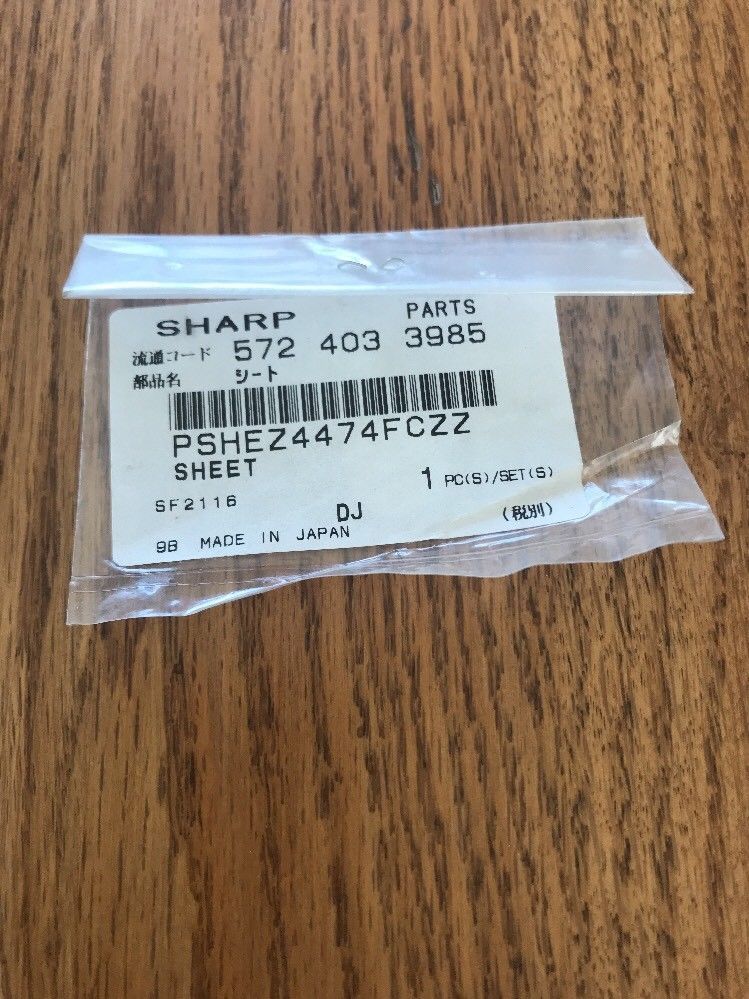 SHARP PARTS
流通コード 572 403 3985
部品名 シート
PSHEZ4474FCZZ
SHEET 1 PC(S)/SET(S)
SF2116 DJ (税別)
9B MADE IN JAPAN